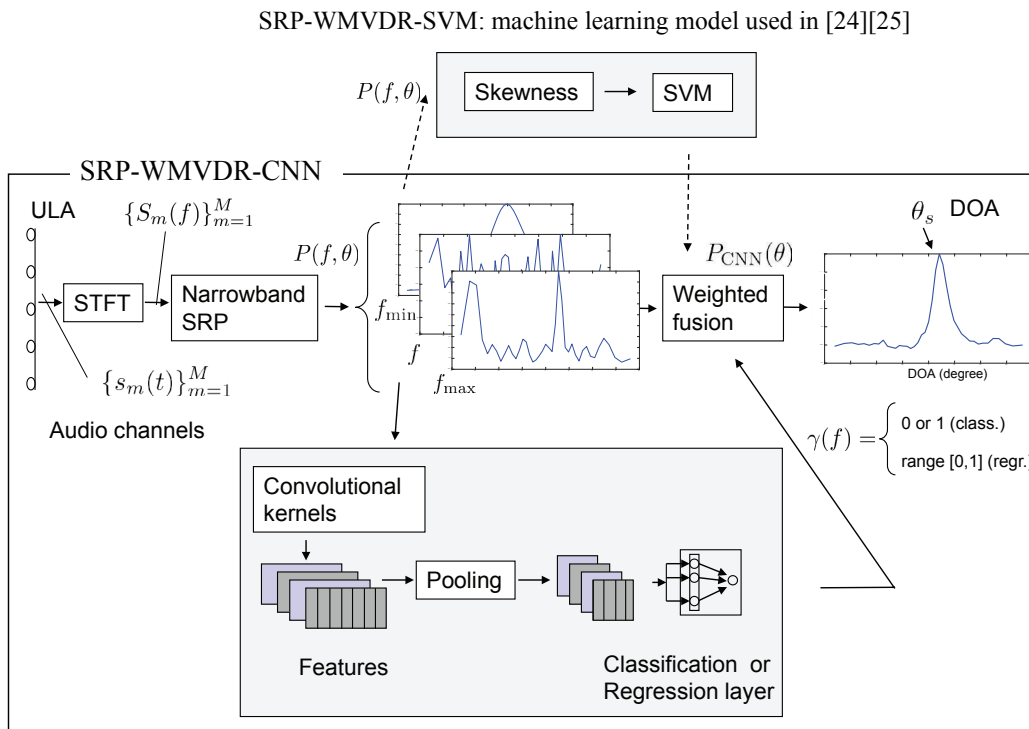 SRP-WMVDR-SVM: machine learning model used in [24][25]
P(f, θ)
Skewness
SVM
SRP-WMVDR-CNN
ULA
{S_m(f)}_{m=1}^M
STFT
Narrowband
SRP
{s_m(t)}_{m=1}^M
Audio channels
P(f, θ)
f_min
f
f_max
P_CNN(θ)
Weighted
fusion
θ_s
DOA
DOA (degree)
γ(f) = {
0 or 1 (class.)
range [0,1] (regr.)
Convolutional
kernels
Pooling
Features
Classification or
Regression layer